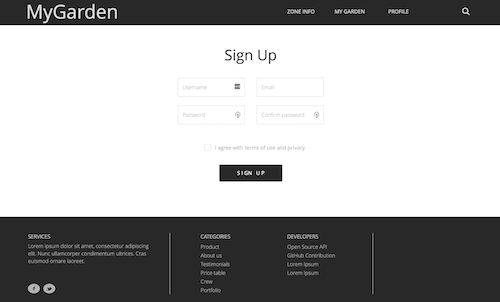 MyGarden
ZONE INFO MY GARDEN PROFILE
Sign Up
Username Email
Password Confirm password
I agree with terms of use and privacy.
SIGN UP
SERVICES
Lorem ipsum dolor sit amet, consectetur adipiscing
elit. Nunc ullamcorper condimentum ultrices. Cras
euismod ornare laoreet.
CATEGORIES
Product
About us
Testimonials
Price table
Crew
Portfolio
DEVELOPERS
Open Source API
GitHub Contribution
Lorem Ipsum
Lorem Ipsum